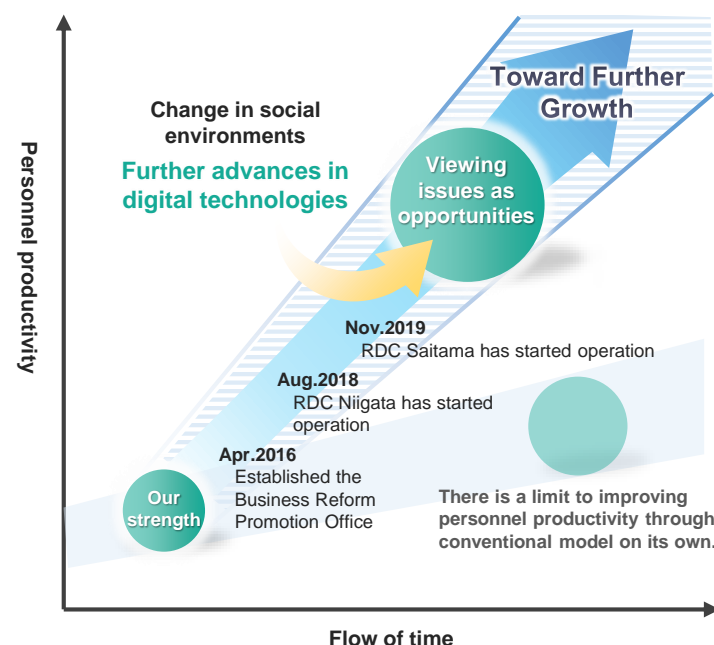 Toward Further
Growth
Change in social
environments
Further advances in
digital technologies
Viewing
issues as
opportunities
Personnel productivity
Nov.2019
RDC Saitama has started operation
Aug.2018
RDC Niigata has started
operation
Apr.2016
Established the
Business Reform
Promotion Office
Our
strength
There is a limit to improving
personnel productivity through
conventional model on its own.
Flow of time